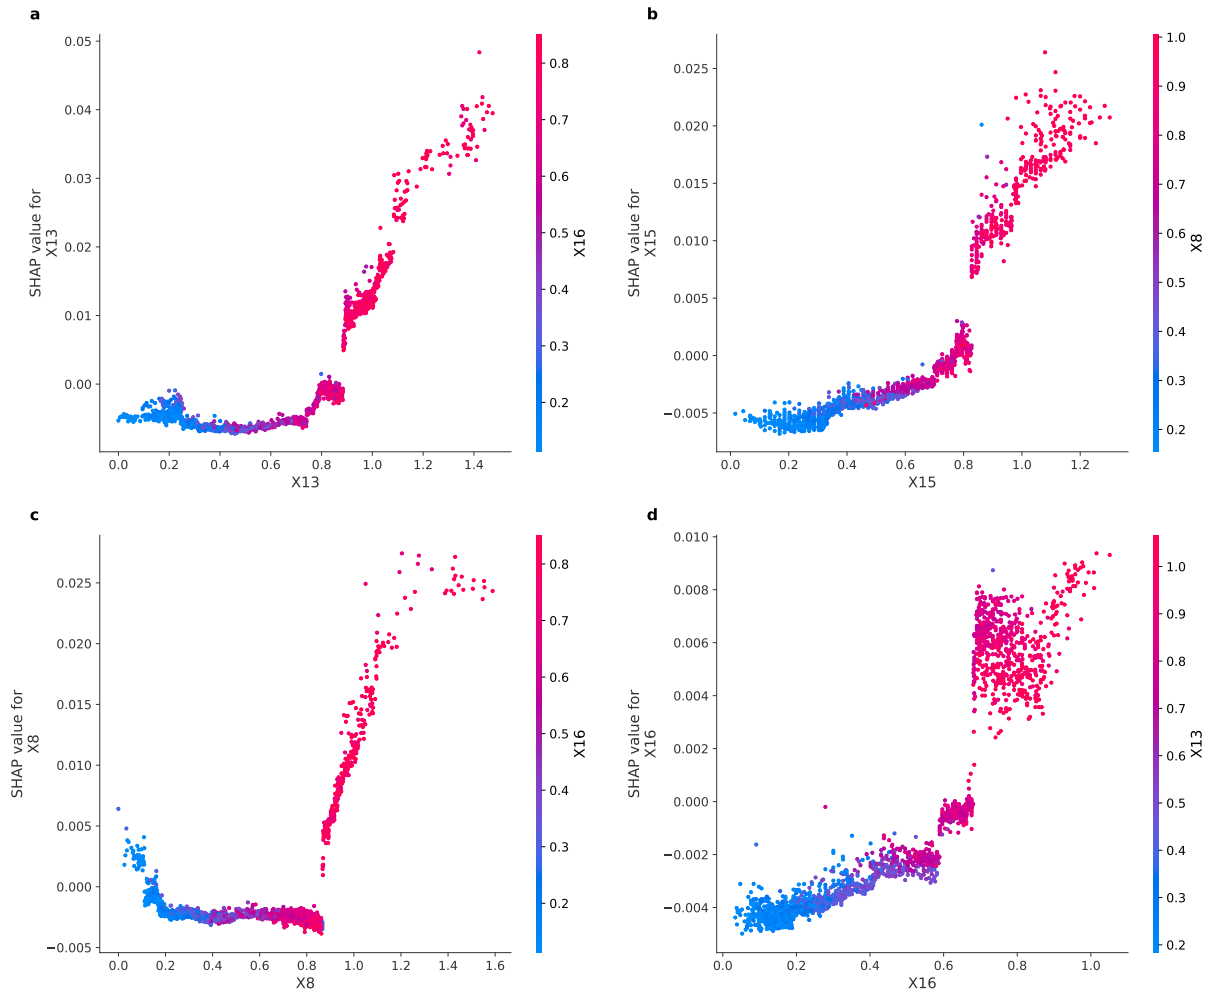 a
SHAP value for
X13
0.05
0.04
0.03
0.02
0.01
0.00
0.0 0.2 0.4 0.6 0.8 1.0 1.2 1.4
X13
0.8
0.7
0.6
0.5
0.4
0.3
0.2
X16
b
SHAP value for
X15
0.025
0.020
0.015
0.010
0.005
0.000
−0.005
0.0 0.2 0.4 0.6 0.8 1.0 1.2
X15
1.0
0.9
0.8
0.7
0.6
0.5
0.4
0.3
0.2
X8
c
SHAP value for
X8
0.025
0.020
0.015
0.010
0.005
0.000
−0.005
0.0 0.2 0.4 0.6 0.8 1.0 1.2 1.4 1.6
X8
0.8
0.7
0.6
0.5
0.4
0.3
0.2
X16
d
SHAP value for
X16
0.010
0.008
0.006
0.004
0.002
0.000
−0.002
−0.004
0.0 0.2 0.4 0.6 0.8 1.0
X16
1.0
0.9
0.8
0.7
0.6
0.5
0.4
0.3
0.2
X13